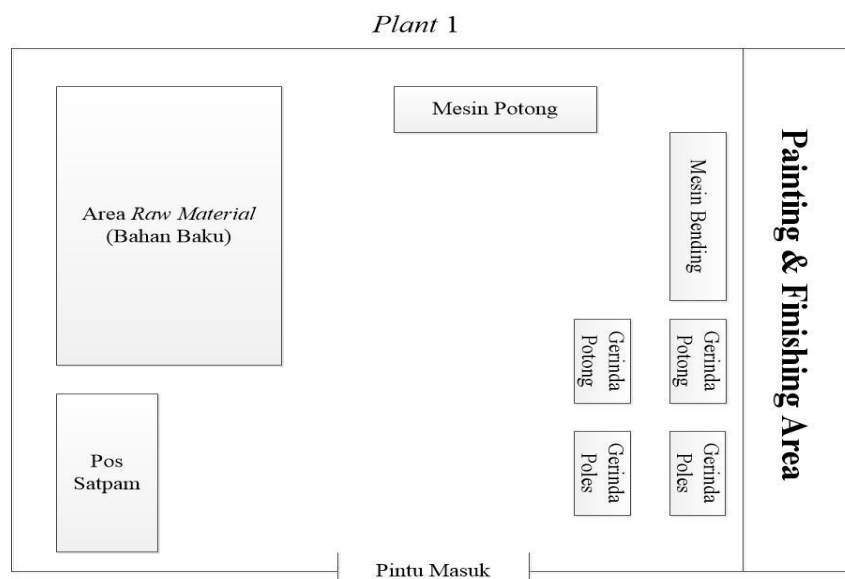 Plant 1
Mesin Potong
Area Raw Material
(Bahan Baku)
Mesin Bending
Painting & Finishing Area
Gerinda
Potong
Gerinda
Potong
Pos
Satpam
Gerinda
Poles
Gerinda
Poles
Pintu Masuk